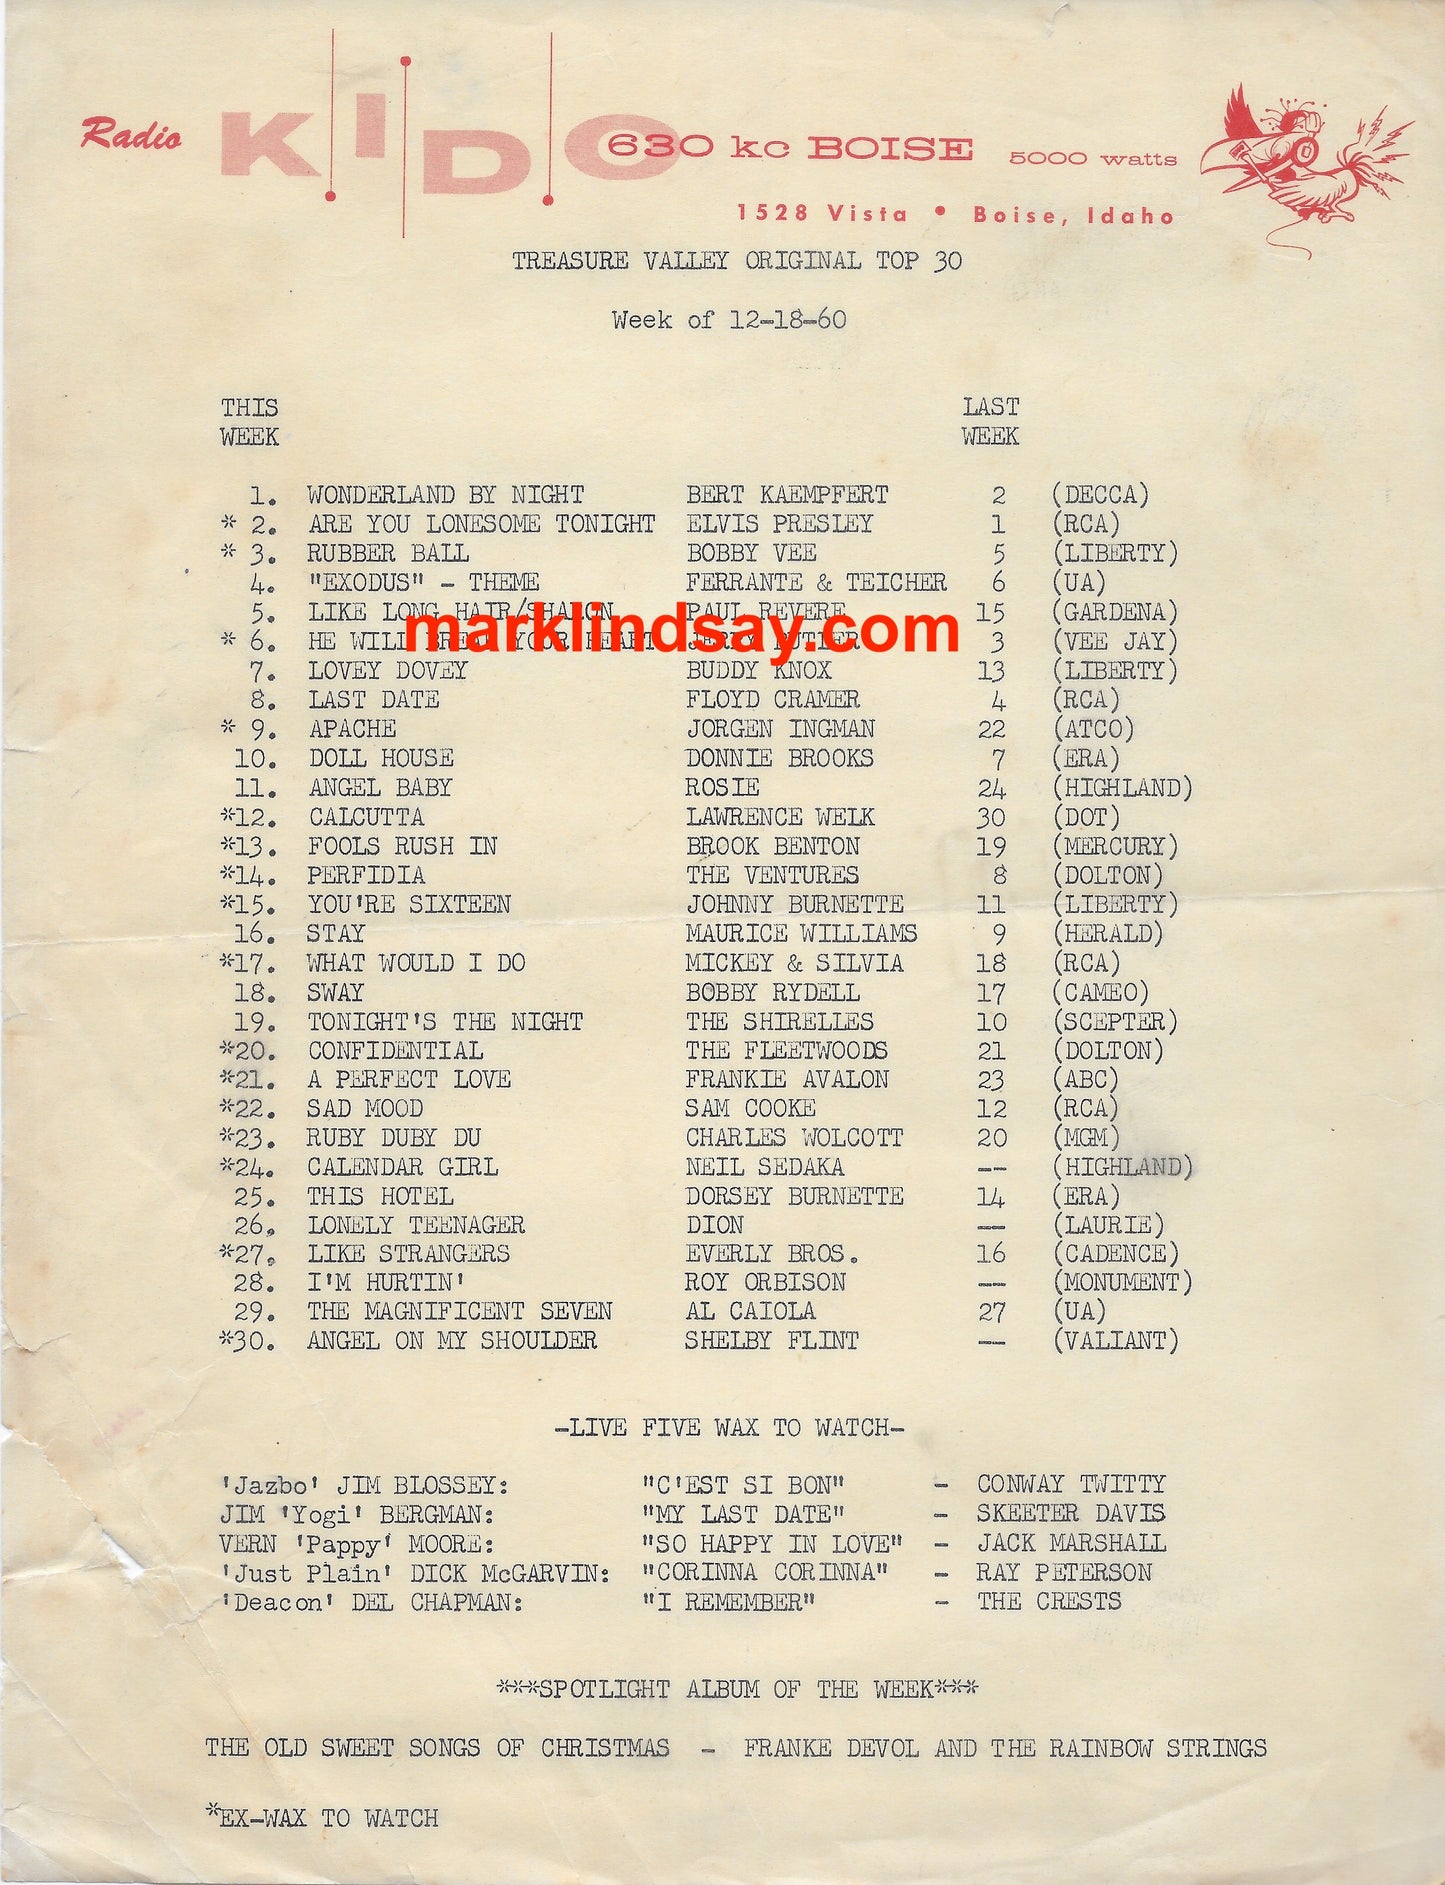 Radio KIDO 630 kc BOISE 5000 watts
1528 Vista • Boise, Idaho
TREASURE VALLEY ORIGINAL TOP 30
Week of 12-18-60
THIS LAST
WEEK WEEK
1. WONDERLAND BY NIGHT BERT KAEMPFERT 2 (DECCA)
* 2. ARE YOU LONESOME TONIGHT ELVIS PRESLEY 1 (RCA)
* 3. RUBBER BALL BOBBY VEE 5 (LIBERTY)
4. "EXODUS" - THEME FERRANTE & TEICHER 6 (UA)
5. LIKE LONG HAIR/SHARON PAUL REVERE 15 (GARDENA)
marklindsay.com
* 6. HE WILL BREAK YOUR HEART JERRY BUTLER 3 (VEE JAY)
7. LOVEY DOVEY BUDDY KNOX 13 (LIBERTY)
8. LAST DATE FLOYD CRAMER 4 (RCA)
* 9. APACHE JORGEN INGMAN 22 (ATCO)
10. DOLL HOUSE DONNIE BROOKS 7 (ERA)
11. ANGEL BABY ROSIE 24 (HIGHLAND)
*12. CALCUTTA LAWRENCE WELK 30 (DOT)
*13. FOOLS RUSH IN BROOK BENTON 19 (MERCURY)
*14. PERFIDIA THE VENTURES 8 (DOLTON)
*15. YOU'RE SIXTEEN JOHNNY BURNETTE 11 (LIBERTY)
16. STAY MAURICE WILLIAMS 9 (HERALD)
*17. WHAT WOULD I DO MICKEY & SILVIA 18 (RCA)
18. SWAY BOBBY RYDELL 17 (CAMEO)
19. TONIGHT'S THE NIGHT THE SHIRELLES 10 (SCEPTER)
*20. CONFIDENTIAL THE FLEETWOODS 21 (DOLTON)
*21. A PERFECT LOVE FRANKIE AVALON 23 (ABC)
*22. SAD MOOD SAM COOKE 12 (RCA)
*23. RUBY DUBY DU CHARLES WOLCOTT 20 (MGM)
*24. CALENDAR GIRL NEIL SEDAKA -- (HIGHLAND)
25. THIS HOTEL DORSEY BURNETTE 14 (ERA)
26. LONELY TEENAGER DION -- (LAURIE)
*27. LIKE STRANGERS EVERLY BROS. 16 (CADENCE)
28. I'M HURTIN' ROY ORBISON -- (MONUMENT)
29. THE MAGNIFICENT SEVEN AL CAIOLA 27 (UA)
*30. ANGEL ON MY SHOULDER SHELBY FLINT -- (VALIANT)
-LIVE FIVE WAX TO WATCH-
'Jazbo' JIM BLOSSEY: "C'EST SI BON" - CONWAY TWITTY
JIM 'Yogi' BERGMAN: "MY LAST DATE" - SKEETER DAVIS
VERN 'Pappy' MOORE: "SO HAPPY IN LOVE" - JACK MARSHALL
'Just Plain' DICK McGARVIN: "CORINNA CORINNA" - RAY PETERSON
'Deacon' DEL CHAPMAN: "I REMEMBER" - THE CRESTS
***SPOTLIGHT ALBUM OF THE WEEK***
THE OLD SWEET SONGS OF CHRISTMAS - FRANKE DEVOL AND THE RAINBOW STRINGS
*EX-WAX TO WATCH